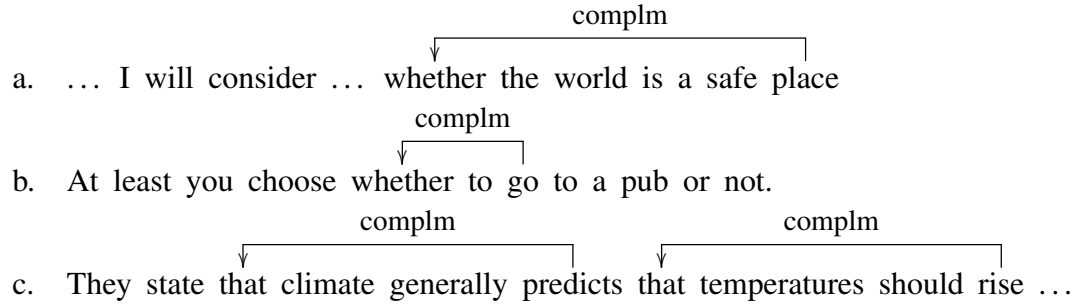 complm
a. ... I will consider ... whether the world is a safe place
complm
b. At least you choose whether to go to a pub or not.
complm complm
c. They state that climate generally predicts that temperatures should rise ...